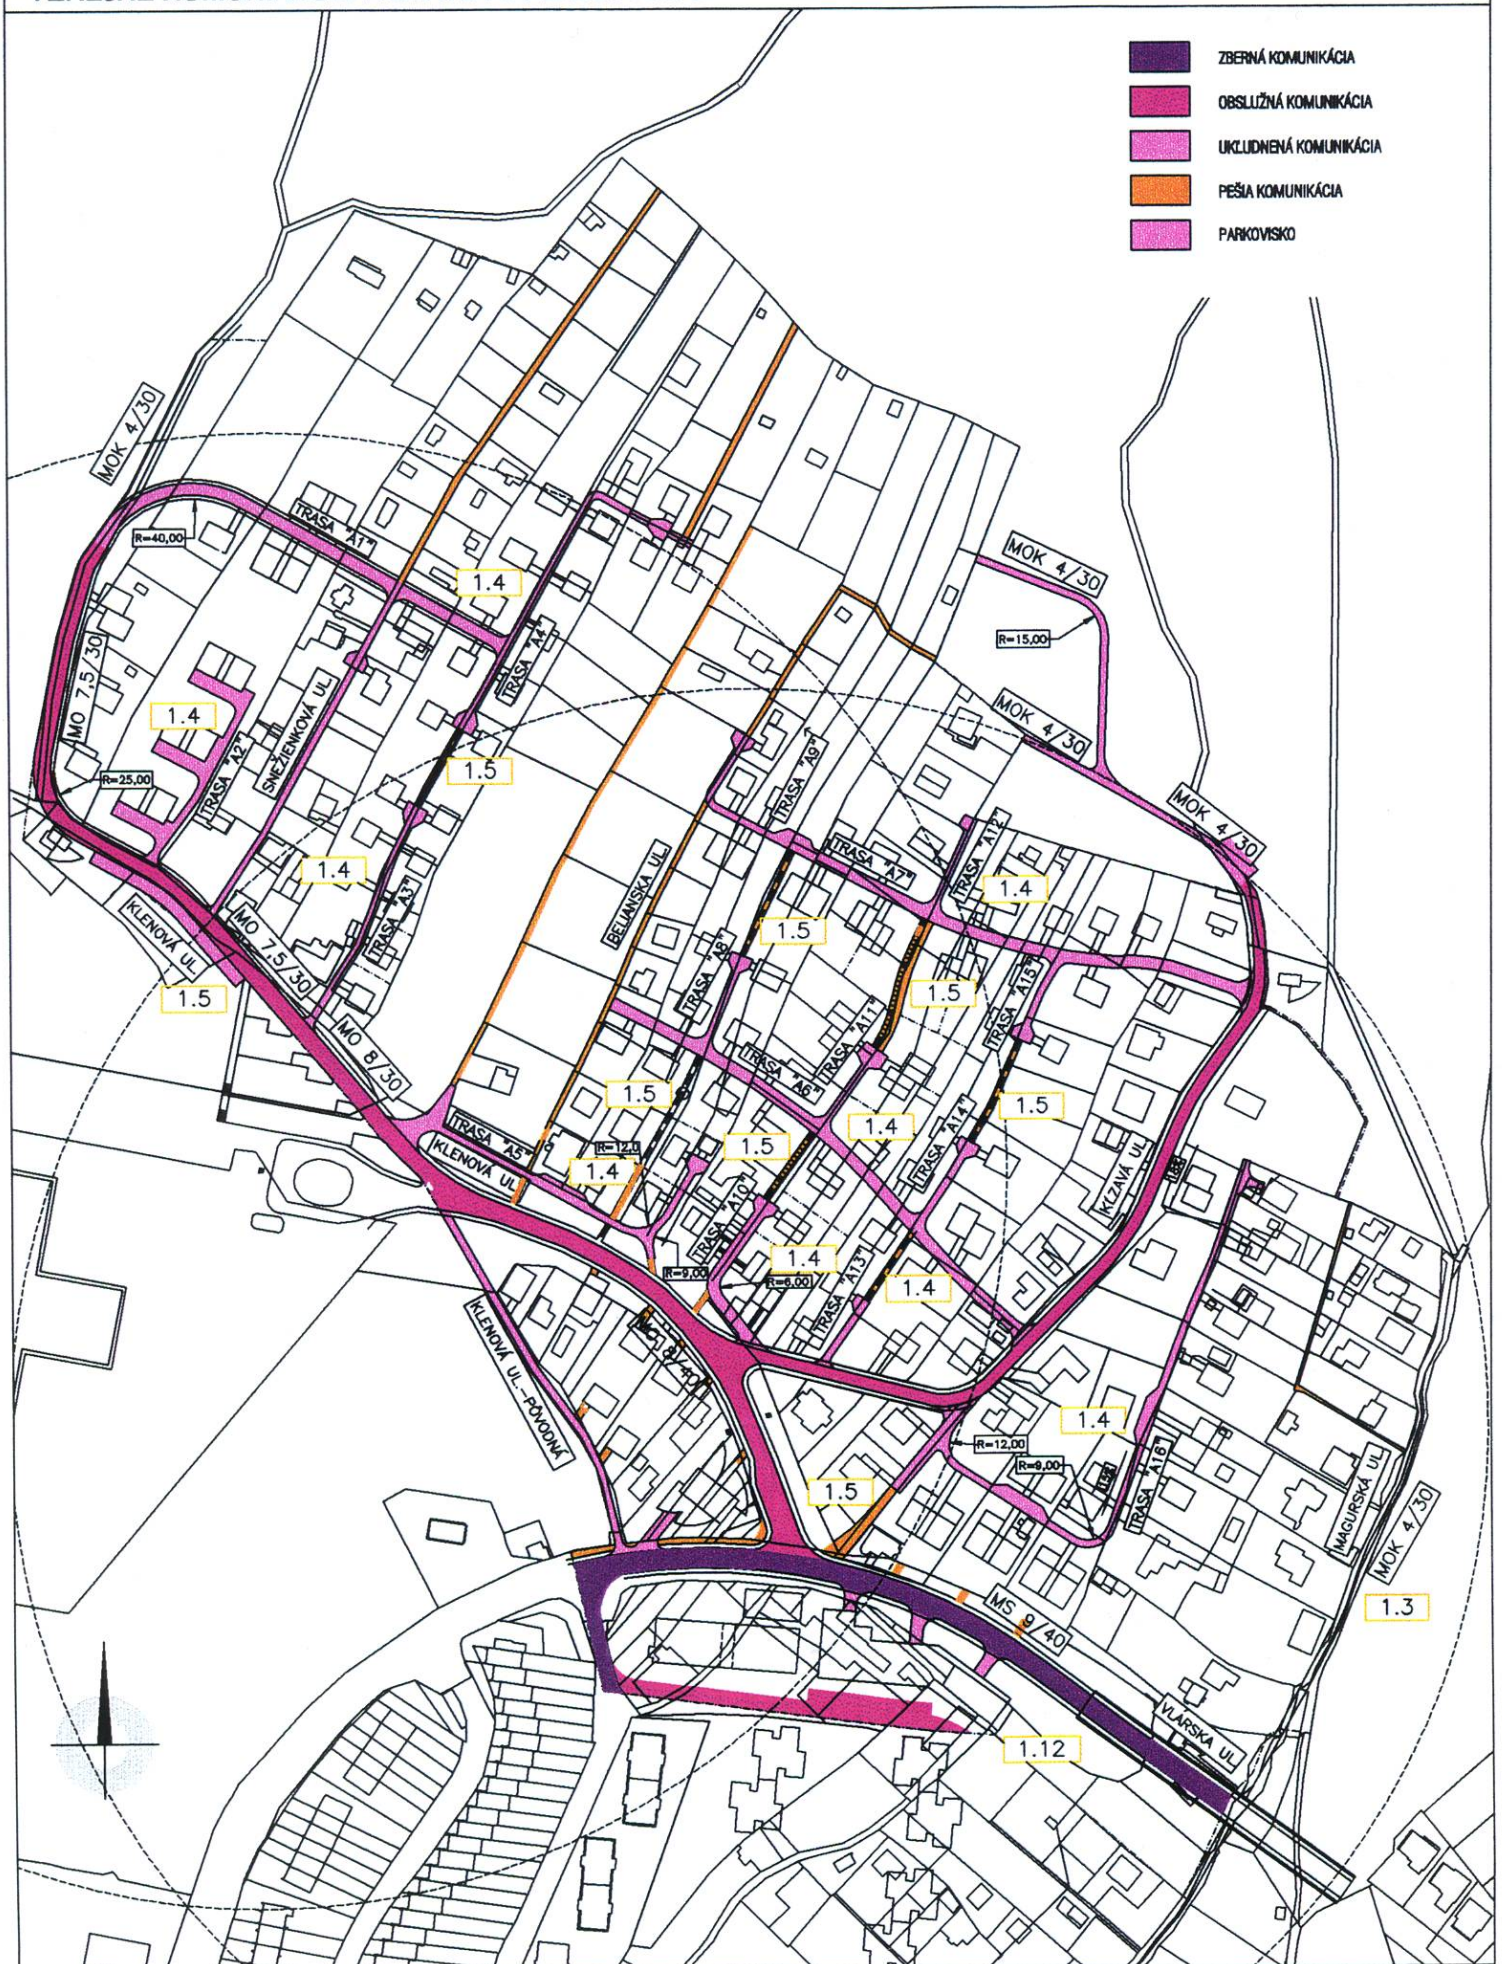 ZBERNÁ KOMUNIKÁCIA
OBSLUŽNÁ KOMUNIKÁCIA
UKLUDNENÁ KOMUNIKÁCIA
PEŠIA KOMUNIKÁCIA
PARKOVISKO
MOK 4/30
R=40,00
TRASA "A1"
1.4
MOK 4/30
R=15,00
TRASA "A4"
MO 7,5/30
1.4
SNEŽIENKOVÁ UL.
TRASA "A2"
MOK 4/30
1.5
R=25,00
TRASA "A9"
MOK 4/30
TRASA "A12"
TRASA "A7"
1.4
1.4
TRASA "A3"
BELIANSKA UL.
KLENOVÁ UL.
MO 7,5/30
1.5
TRASA "A8"
1.5
1.5
TRASA "A15"
MO 8/30
TRASA "A11"
TRASA "A6"
1.5
1.5
1.4
TRASA "A14"
TRASA "A5"
KLENOVÁ UL.
R=12,0
1.4
1.5
KLZAVÁ UL.
TRASA "A10"
1.4
R=9,00
R=6,00
1.4
TRASA "A13"
KLENOVÁ UL.-PÔVODNÁ
MO 8/40
1.4
R=12,00
R=9,00
TRASA "A16"
1.5
MAGURSKÁ UL.
MOK 4/30
1.3
MS 9/40
VLÁRSKA UL.
1.12